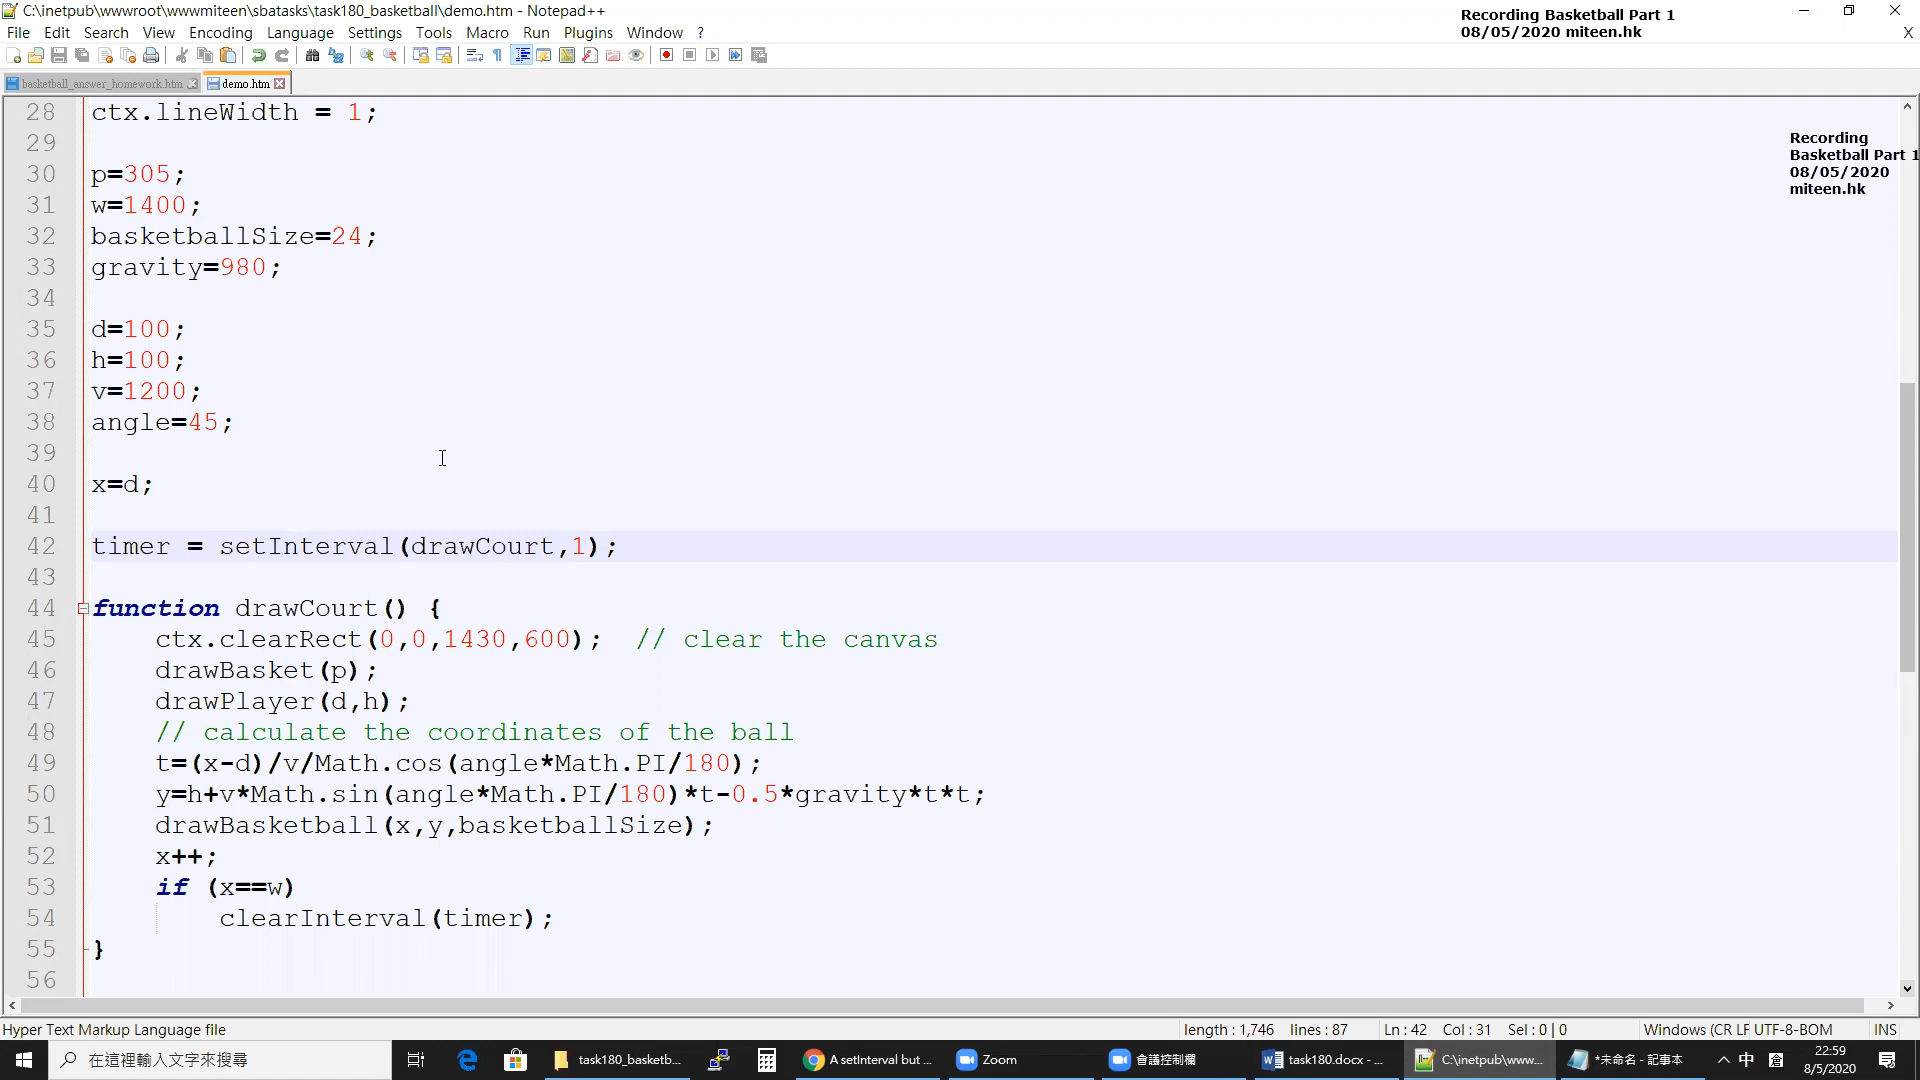 C:\inetpub\wwwroot\wwwmiteen\sbatasks\task180_basketball\demo.htm - Notepad++
Recording Basketball Part 1
08/05/2020 miteen.hk
File Edit Search View Encoding Language Settings Tools Macro Run Plugins Window ? X
basketball_answer_homework.htm demo.htm
Recording
Basketball Part 1
08/05/2020
miteen.hk
28 ctx.lineWidth = 1;
29
30 p=305;
31 w=1400;
32 basketballSize=24;
33 gravity=980;
34
35 d=100;
36 h=100;
37 v=1200;
38 angle=45;
39
40 x=d;
41
42 timer = setInterval(drawCourt,1);
43
44 function drawCourt() {
45 ctx.clearRect(0,0,1430,600); // clear the canvas
46 drawBasket(p);
47 drawPlayer(d,h);
48 // calculate the coordinates of the ball
49 t=(x-d)/v/Math.cos(angle*Math.PI/180);
50 y=h+v*Math.sin(angle*Math.PI/180)*t-0.5*gravity*t*t;
51 drawBasketball(x,y,basketballSize);
52 x++;
53 if (x==w)
54 clearInterval(timer);
55 }
56
Hyper Text Markup Language file length : 1,746 lines : 87 Ln : 42 Col : 31 Sel : 0 | 0 Windows (CR LF UTF-8-BOM INS
在這裡輸入文字來搜尋 task180_basketb... A setInterval but ... Zoom 會議控制欄 task180.docx - ... C:\inetpub\www... *未命名 - 記事本 中 倉 22:59
8/5/2020